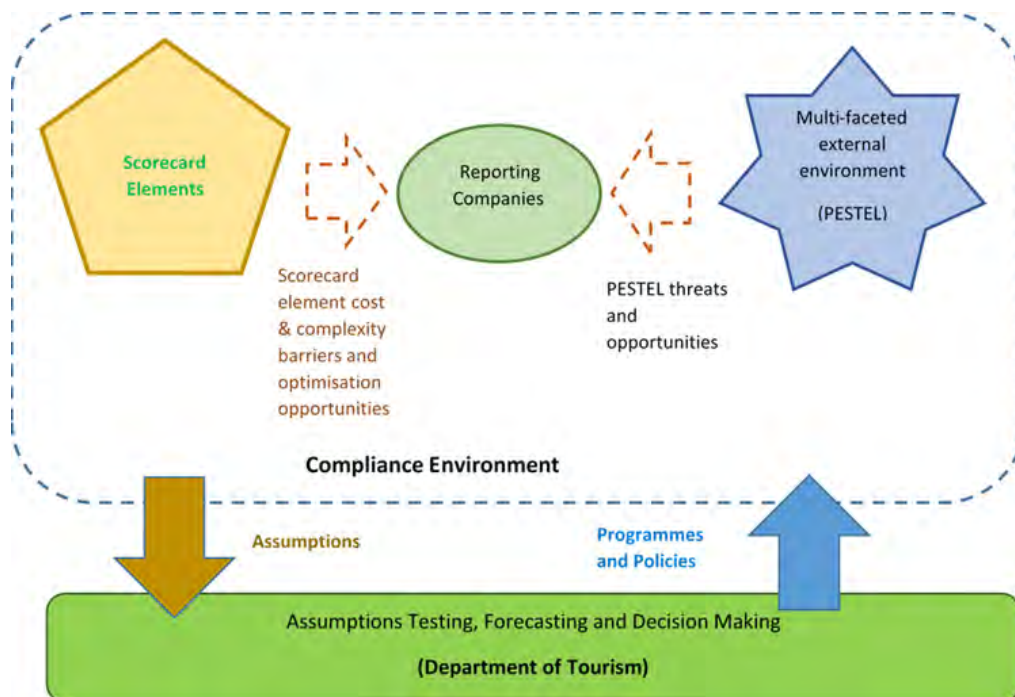 Scorecard
Elements
Reporting
Companies
Multi-faceted
external
environment
(PESTEL)
Scorecard
element cost
& complexity
barriers and
optimisation
opportunities
PESTEL threats
and
opportunities
Compliance Environment
Assumptions
Programmes
and Policies
Assumptions Testing, Forecasting and Decision Making
(Department of Tourism)